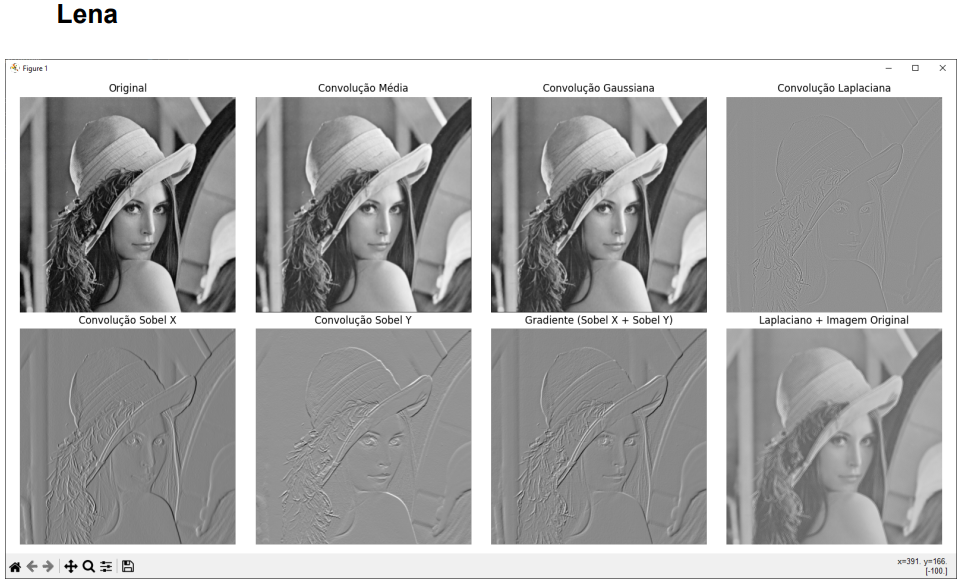 Lena
Figure 1
Original
Convolução Média
Convolução Gaussiana
Convolução Laplaciana
Convolução Sobel X
Convolução Sobel Y
Gradiente (Sobel X + Sobel Y)
Laplaciano + Imagem Original
x=391. y=166.
[-100.]